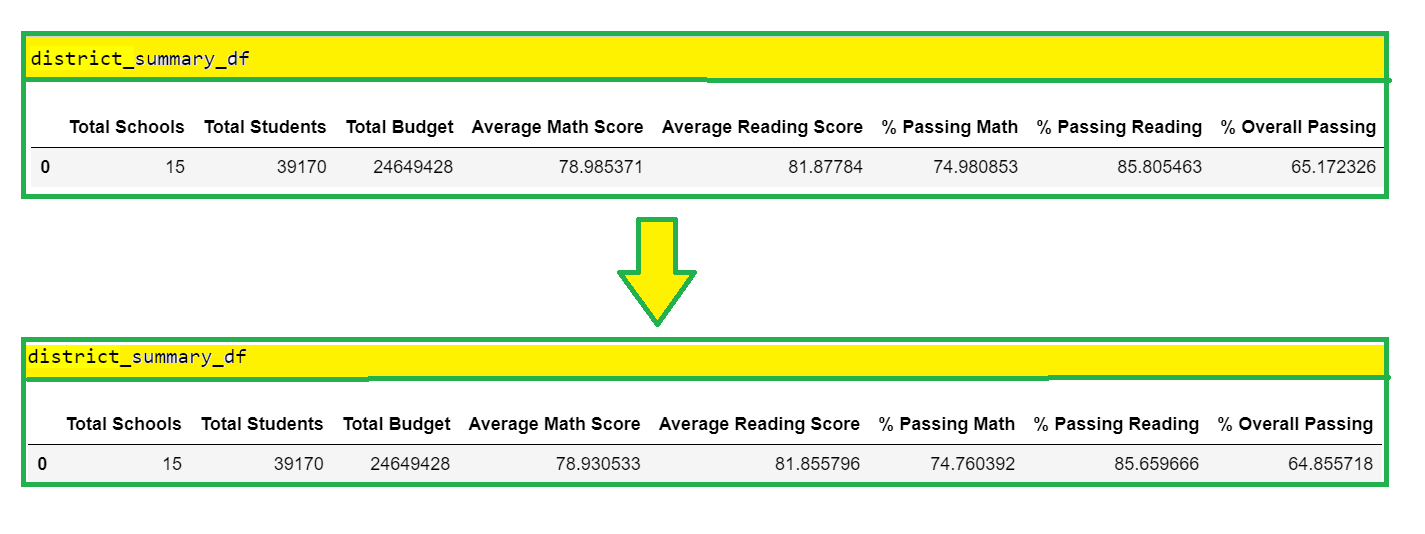 district_summary_df
Total Schools Total Students Total Budget Average Math Score Average Reading Score % Passing Math % Passing Reading % Overall Passing
0 15 39170 24649428 78.985371 81.87784 74.980853 85.805463 65.172326
district_summary_df
Total Schools Total Students Total Budget Average Math Score Average Reading Score % Passing Math % Passing Reading % Overall Passing
0 15 39170 24649428 78.930533 81.855796 74.760392 85.659666 64.855718